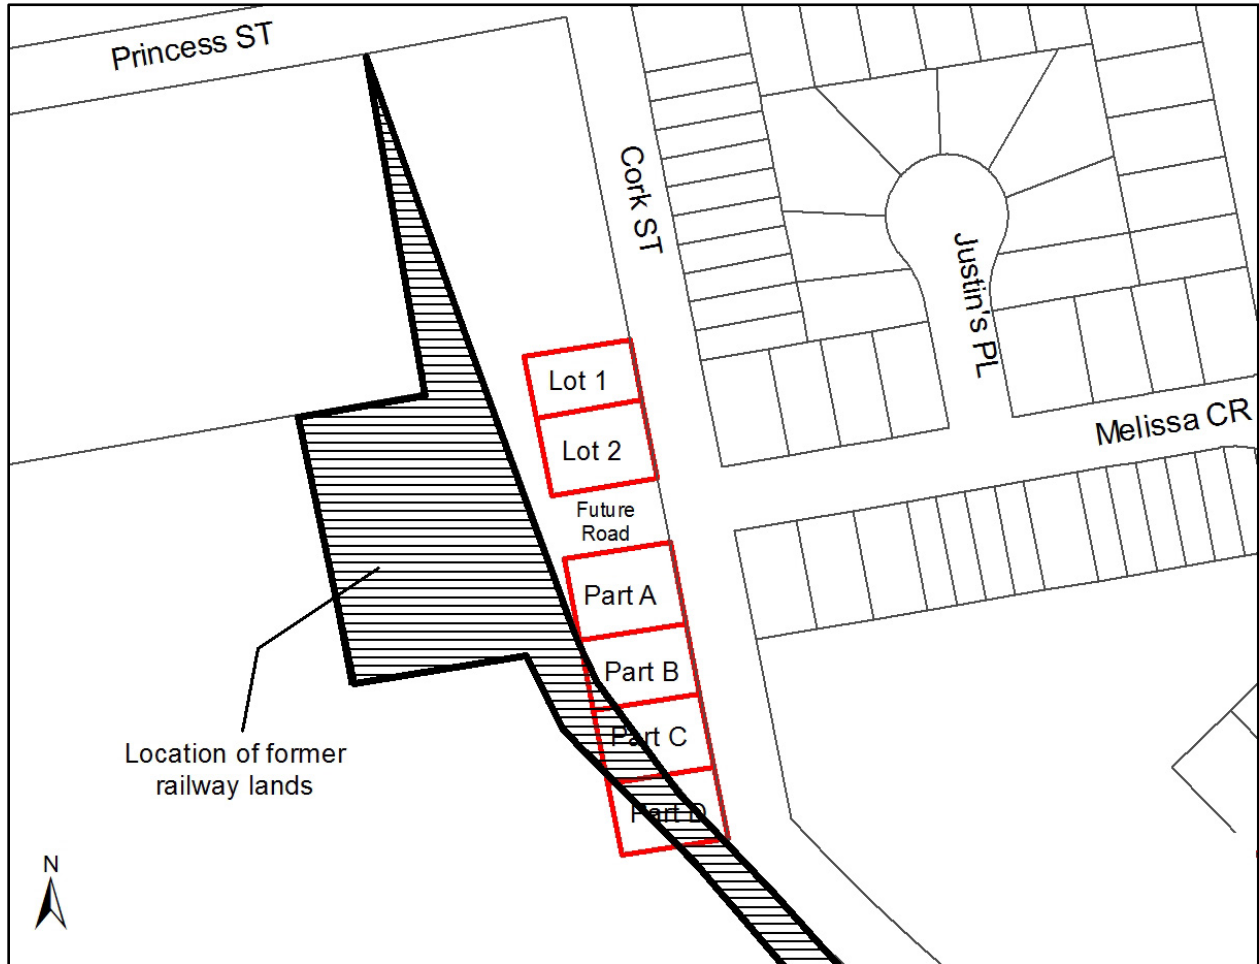 Princess ST
Cork ST
Justin's PL
Lot 1
Melissa CR
Lot 2
Future
Road
Part A
Part B
Part C
Location of former
railway lands
Part D
N